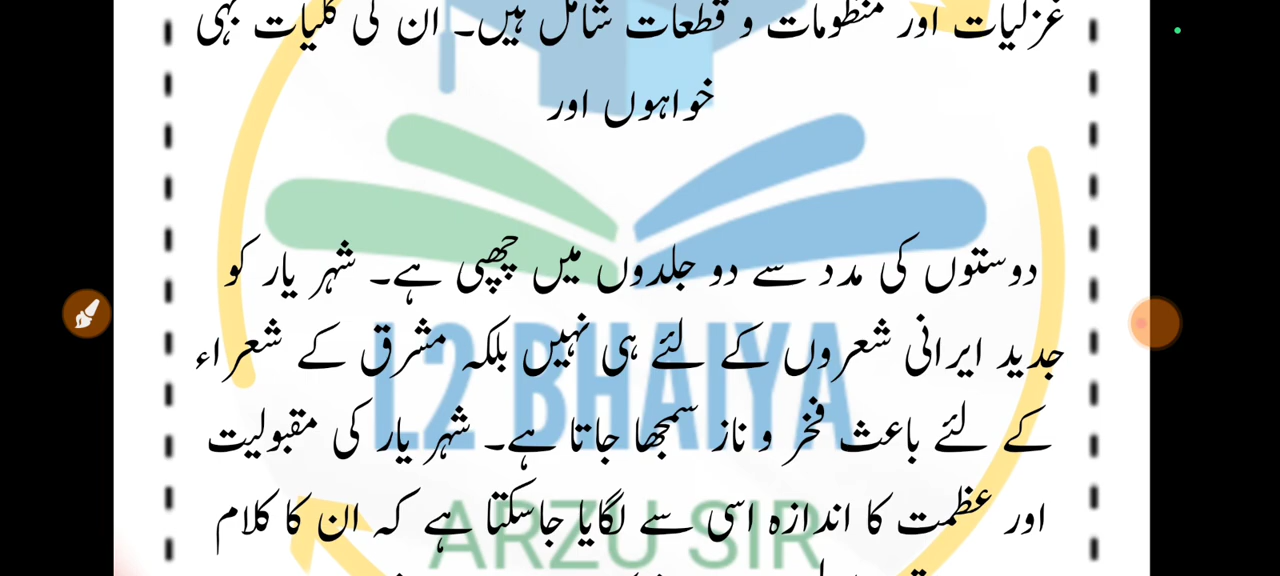 غزلیات اور منظومات و قطعات شامل ہیں۔ ان کی کلیات بہی
خواہوں اور
دوستوں کی مدد سے دو جلدوں میں چھپی ہے۔ شہر یار کو
جدید ایرانی شعروں کے لئے ہی نہیں بلکہ مشرق کے شعراء
کے لئے باعث فخر و ناز سمجھا جاتا ہے۔ شہر یار کی مقبولیت
اور عظمت کا اندازہ اسی سے لگایا جاسکتا ہے کہ ان کا کلام
L2 BHAIYA
ARZU SIR